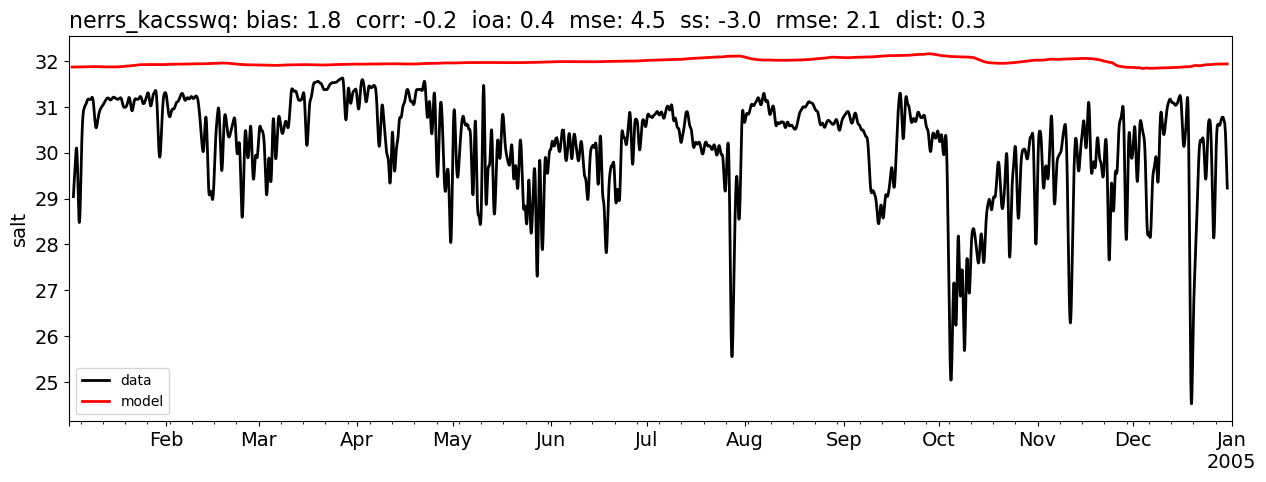 nerrs_kacsswq: bias: 1.8  corr: -0.2  ioa: 0.4  mse: 4.5  ss: -3.0  rmse: 2.1  dist: 0.3
32
31
30
29
28
27
26
25
salt
data
model
Feb Mar Apr May Jun Jul Aug Sep Oct Nov Dec Jan
2005